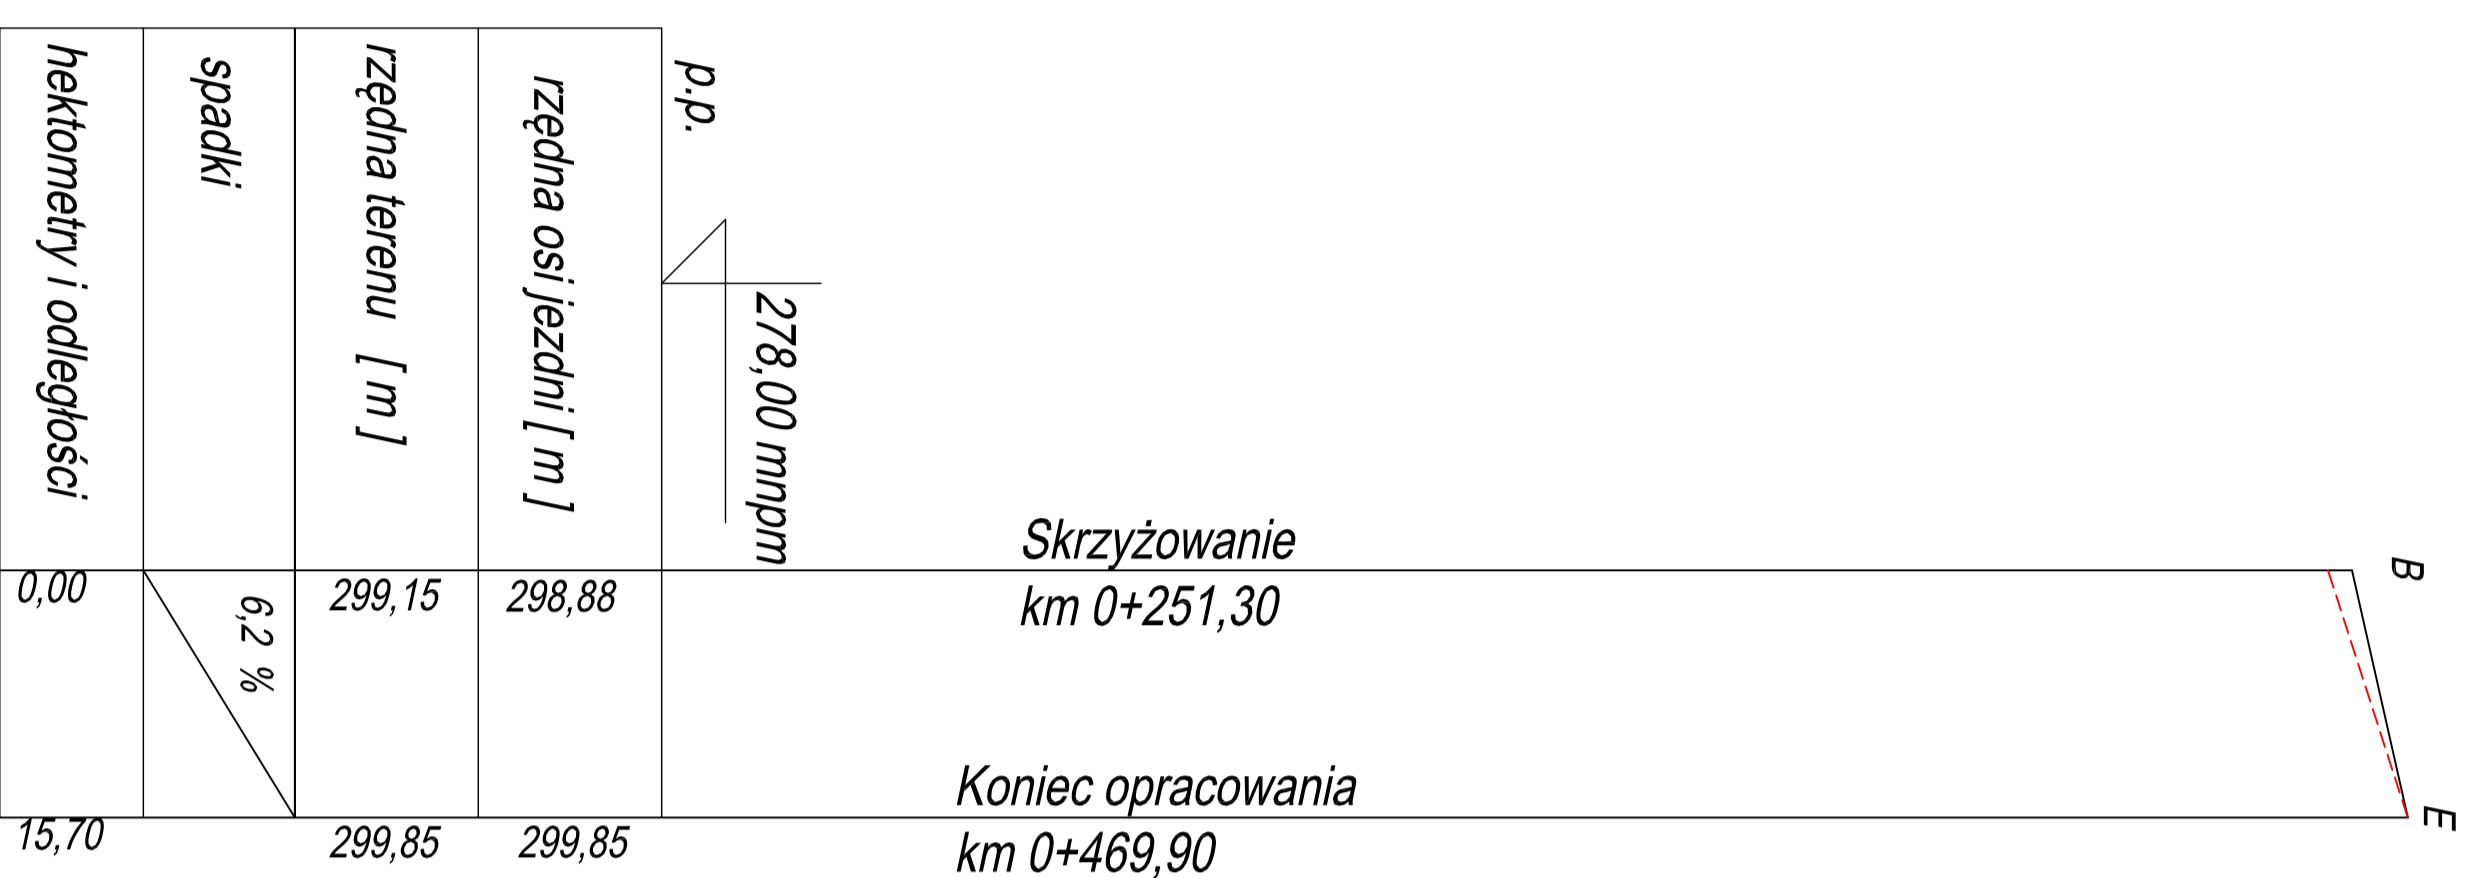 p.p.
278,00 mnpm
rzędna osi jezdni [ m ]
rzędna terenu [ m ]
spadki
hektometry i odległości
Skrzyżowanie
km 0+251,30
B
0,00
6,2 %
299,15
298,88
Koniec opracowania
km 0+469,90
E
15,70
299,85
299,85